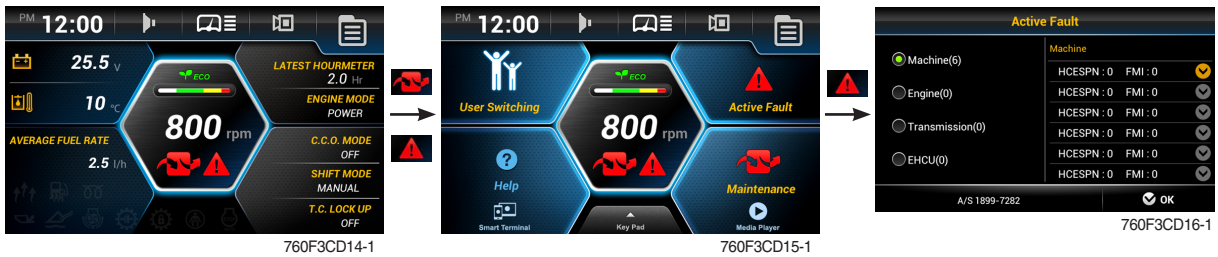 PM 12:00
25.5 V
10 °C
AVERAGE FUEL RATE
2.5 l/h
ECO
800 rpm
LATEST HOURMETER
2.0 Hr
ENGINE MODE
POWER
C.C.O. MODE
OFF
SHIFT MODE
MANUAL
T.C. LOCK UP
OFF
760F3CD14-1
PM 12:00
User Switching
ECO
Active Fault
800 rpm
Help
Maintenance
Smart Terminal
Key Pad
Media Player
760F3CD15-1
Active Fault
Machine(6)
Engine(0)
Transmission(0)
EHCU(0)
Machine
HCESPN : 0 FMI : 0
HCESPN : 0 FMI : 0
HCESPN : 0 FMI : 0
HCESPN : 0 FMI : 0
HCESPN : 0 FMI : 0
HCESPN : 0 FMI : 0
A/S 1899-7282
OK
760F3CD16-1